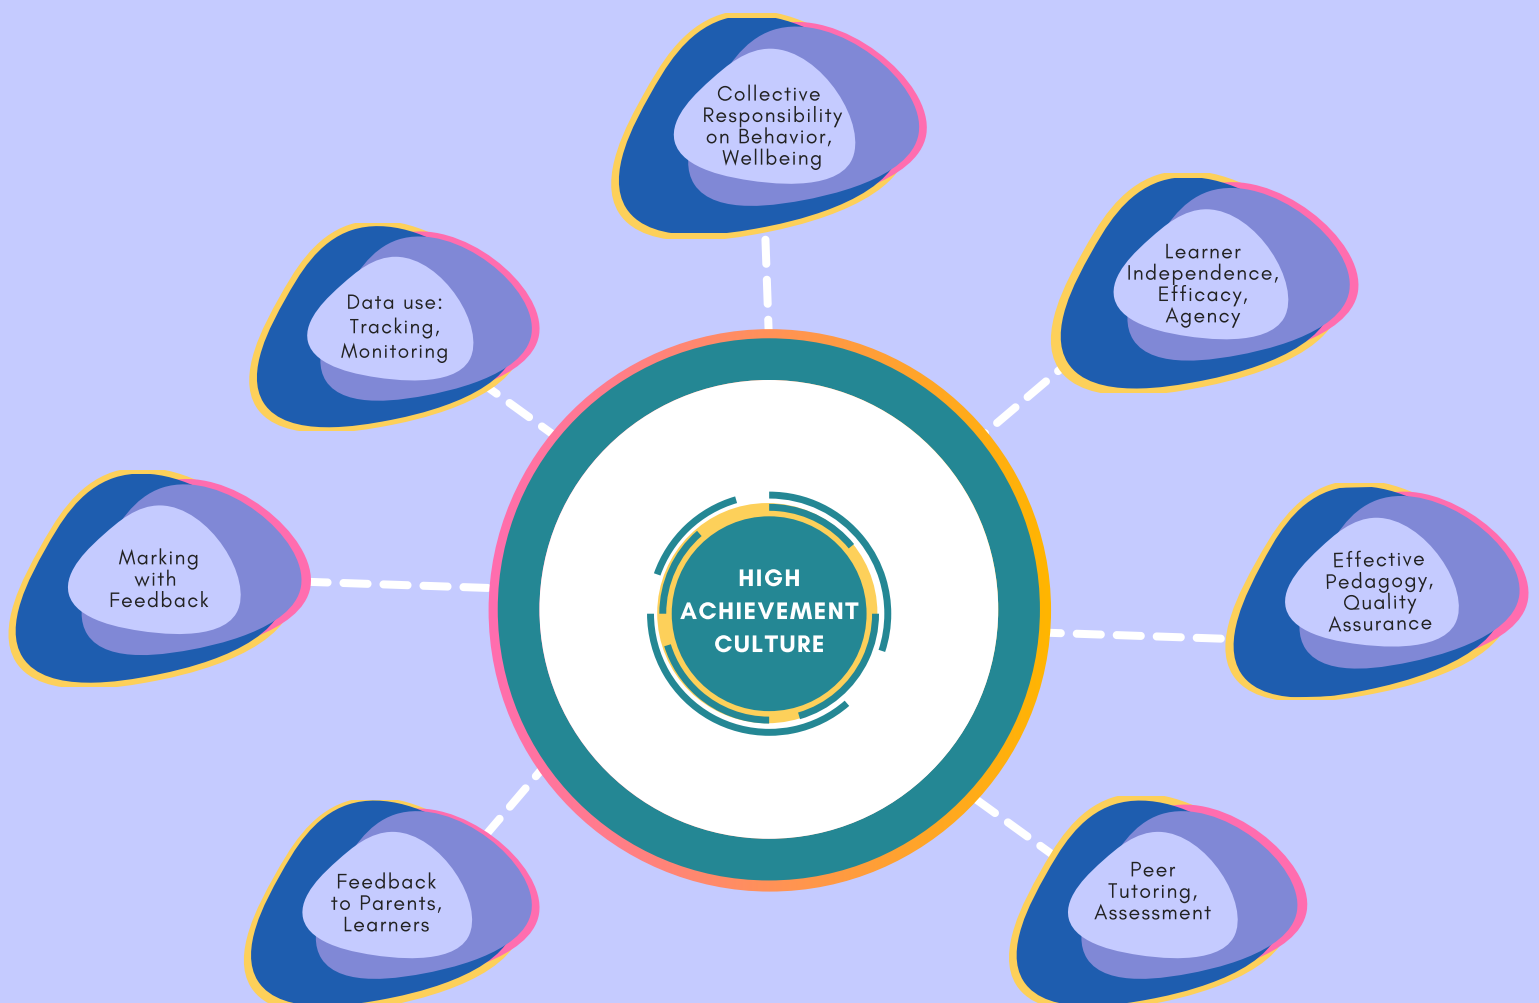 Collective
Responsibility
on Behavior,
Wellbeing
Learner
Independence,
Efficacy,
Agency
Data use:
Tracking,
Monitoring
Marking
with
Feedback
HIGH
ACHIEVEMENT
CULTURE
Effective
Pedagogy,
Quality
Assurance
Feedback
to Parents,
Learners
Peer
Tutoring,
Assessment